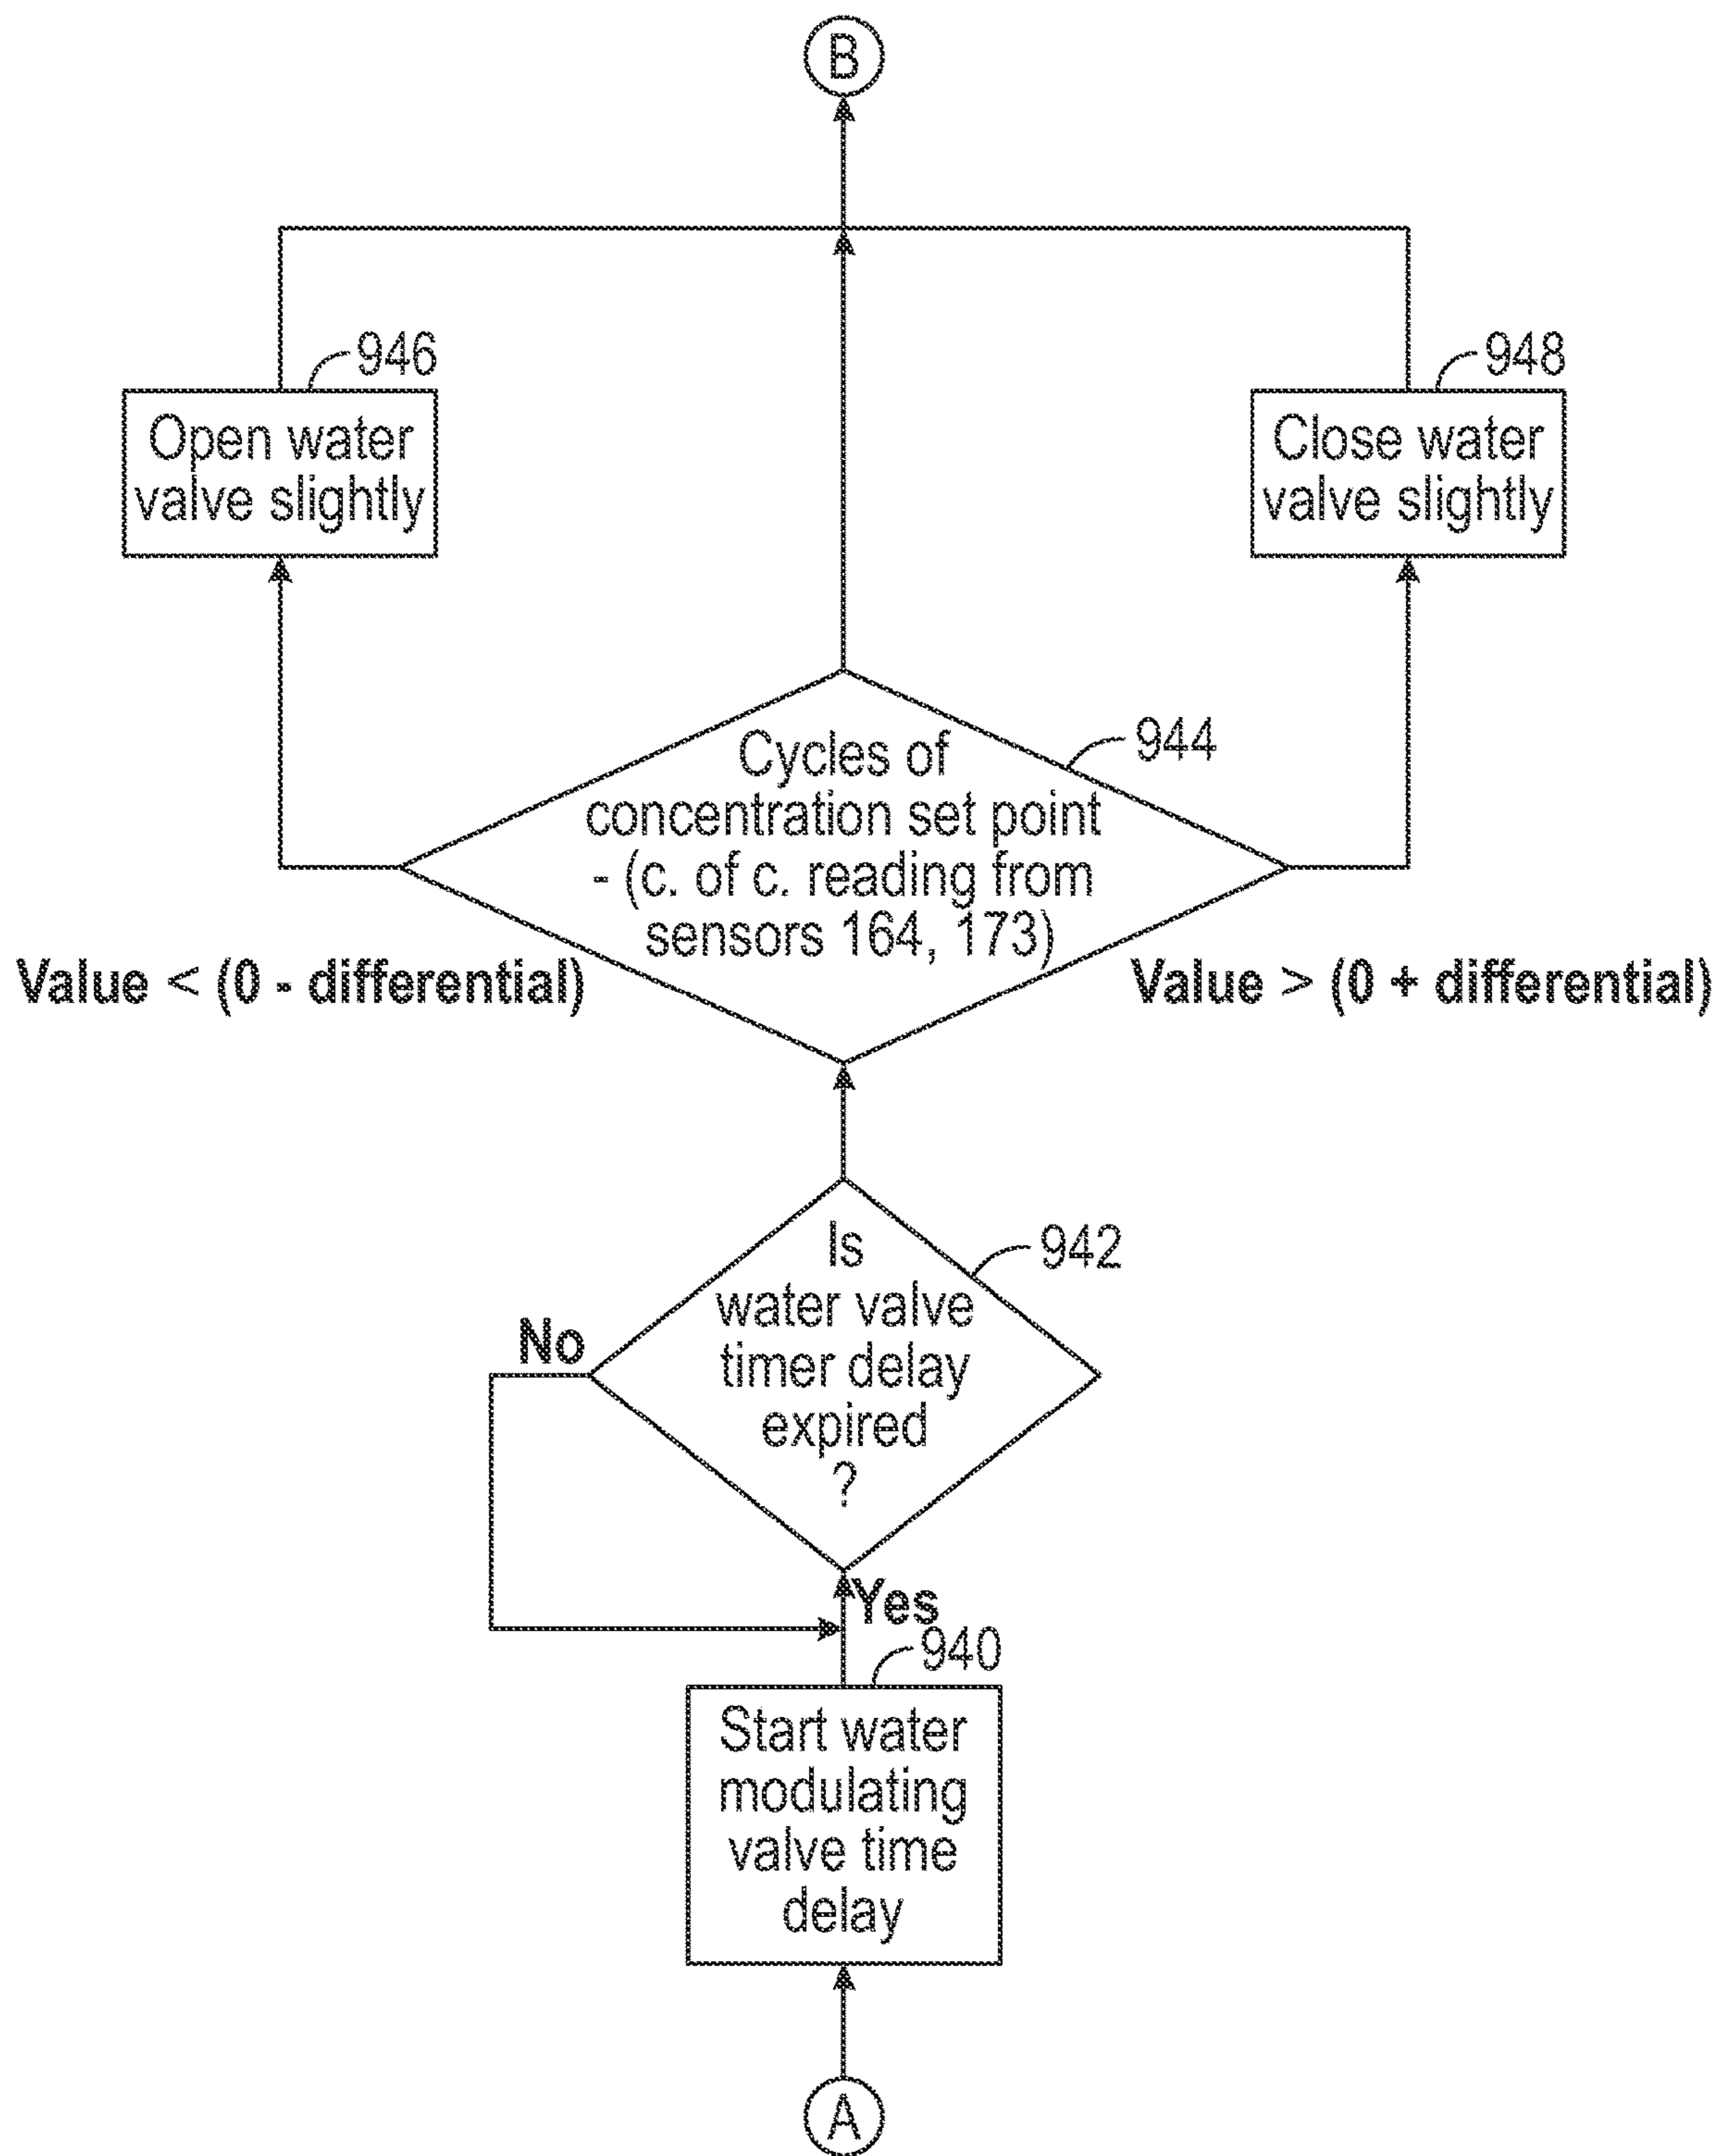 B
946
Open water
valve slightly
948
Close water
valve slightly
944
Cycles of
concentration set point
- (c. of c. reading from
sensors 164, 173)
Value < (0 - differential)
Value > (0 + differential)
942
Is
water valve
timer delay
expired
?
No
Yes
940
Start water
modulating
valve time
delay
A